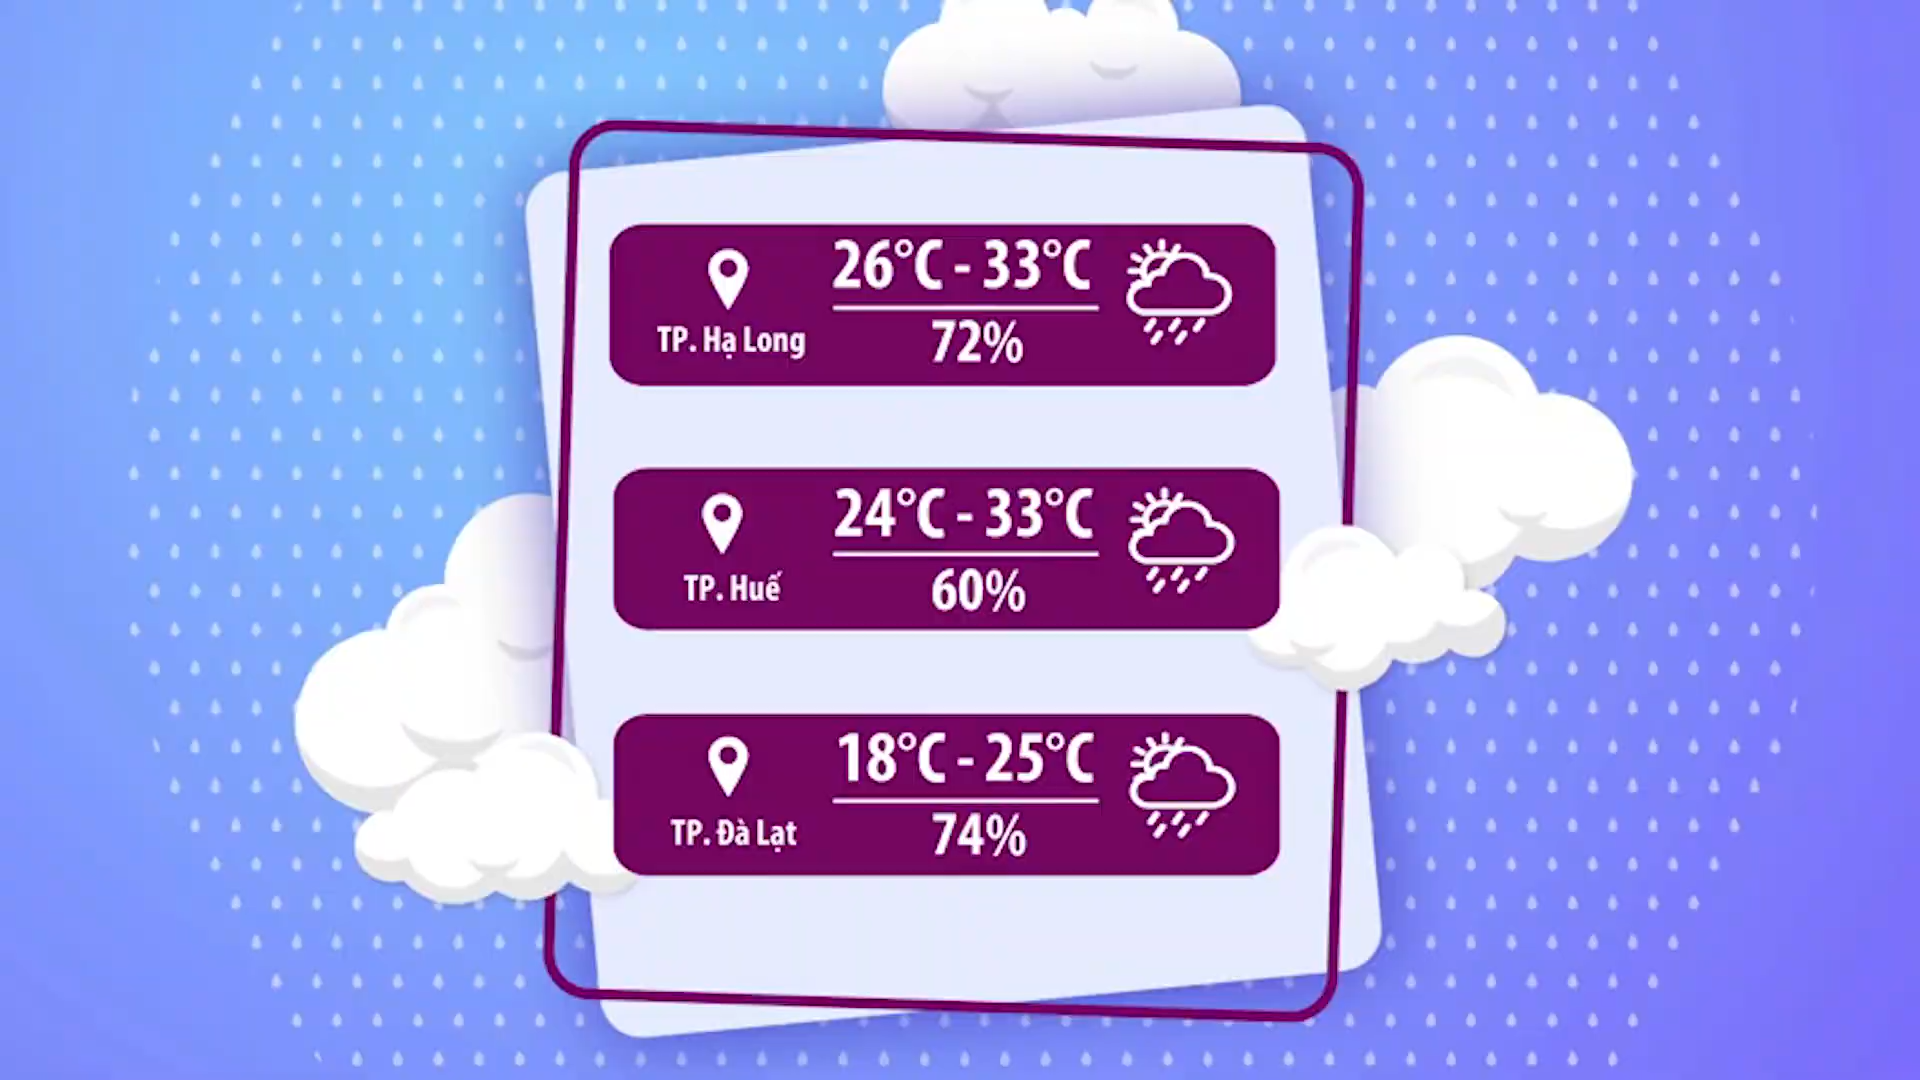 26°C - 33°C
TP. Hạ Long
72%
24°C - 33°C
TP. Huế
60%
18°C - 25°C
TP. Đà Lạt
74%